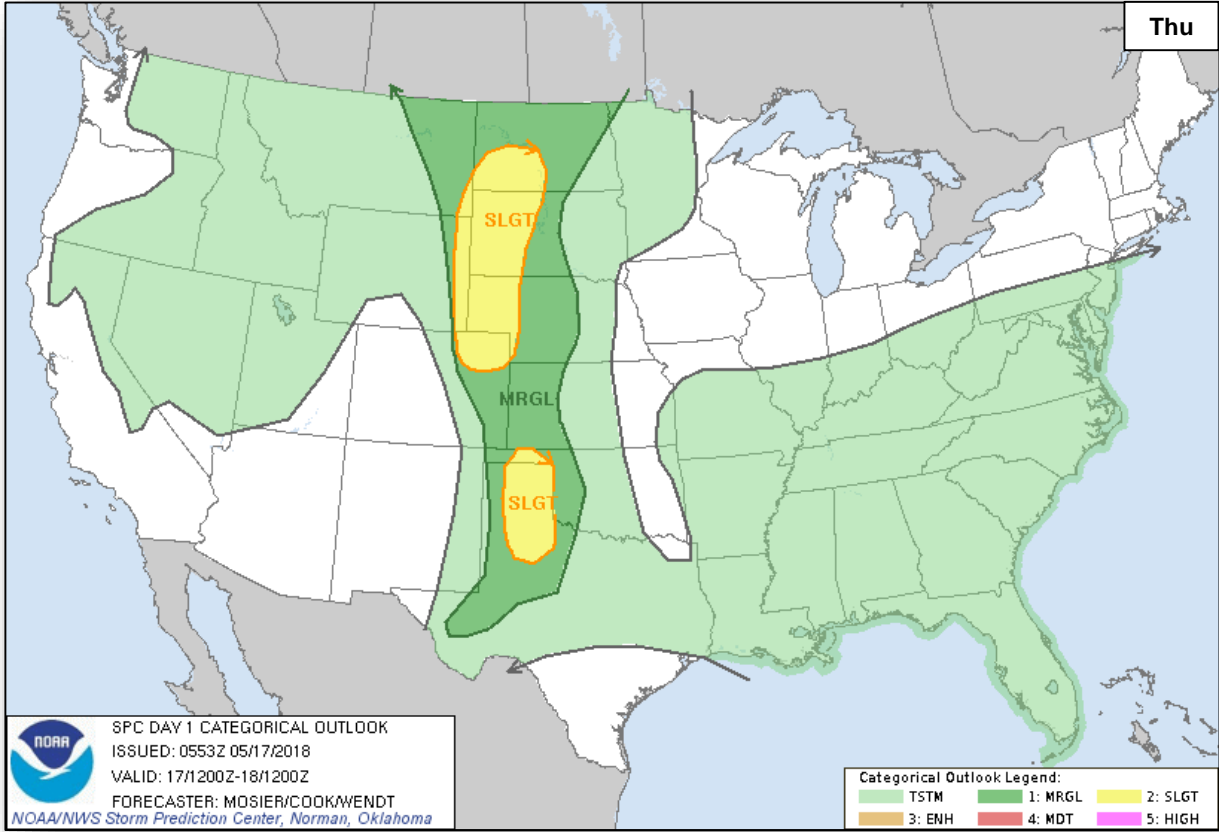 Thu
SLGT
MRGL
SLGT
NOAA
SPC DAY 1 CATEGORICAL OUTLOOK
ISSUED: 0553Z 05/17/2018
VALID: 17/1200Z-18/1200Z
FORECASTER: MOSIER/COOK/WENDT
NOAA/NWS Storm Prediction Center, Norman, Oklahoma
Categorical Outlook Legend:
TSTM 1: MRGL 2: SLGT
3: ENH 4: MDT 5: HIGH